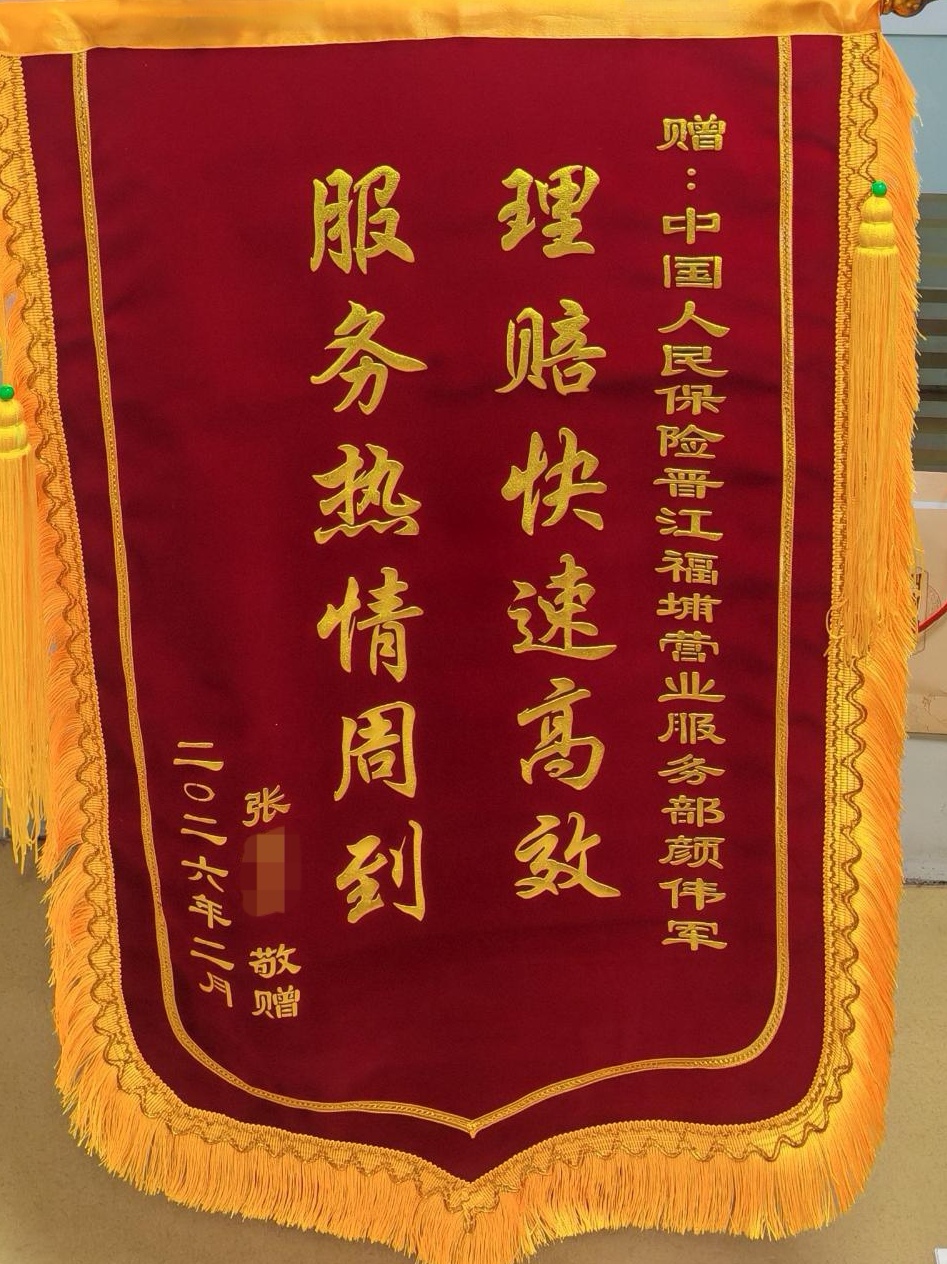 赠：中国人民保险晋江福埔营业服务部颜伟军
理赔快速高效
服务热情周到
张 敬赠
二〇二六年二月